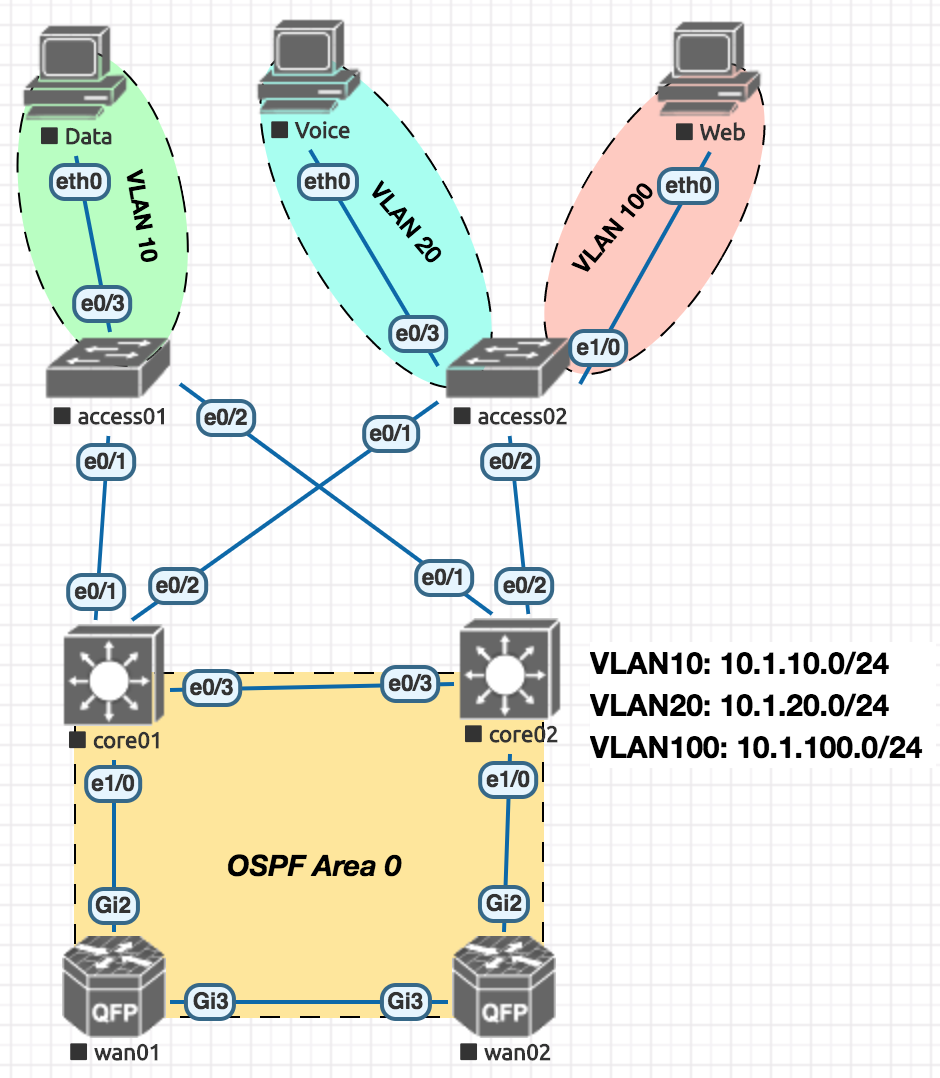 Data
Voice
Web
eth0
eth0
eth0
VLAN 10
VLAN 20
VLAN 100
e0/3
e0/3
e1/0
access01
access02
e0/2
e0/1
e0/1
e0/2
e0/1
e0/2
e0/1
e0/2
e0/3
e0/3
core01
core02
VLAN10: 10.1.10.0/24
VLAN20: 10.1.20.0/24
VLAN100: 10.1.100.0/24
e1/0
e1/0
OSPF Area 0
Gi2
Gi2
QFP
Gi3
Gi3
QFP
wan01
wan02